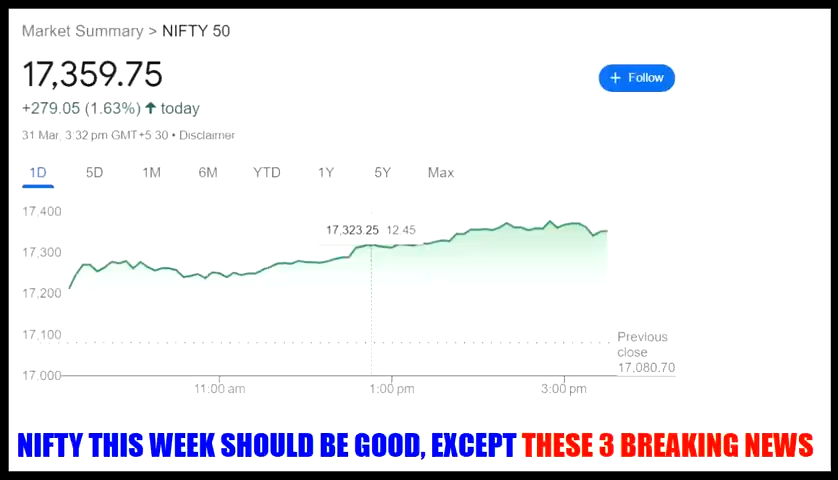 Market Summary > NIFTY 50
17,359.75
+ Follow
+279.05 (1.63%) ↑ today
31 Mar, 3:32 pm GMT+5:30 • Disclaimer
1D 5D 1M 6M YTD 1Y 5Y Max
17,400
17,323.25 12:45
17,300
17,200
17,100
Previous
close
17,080.70
17,000
11:00 am 1:00 pm 3:00 pm
NIFTY THIS WEEK SHOULD BE GOOD, EXCEPT THESE 3 BREAKING NEWS